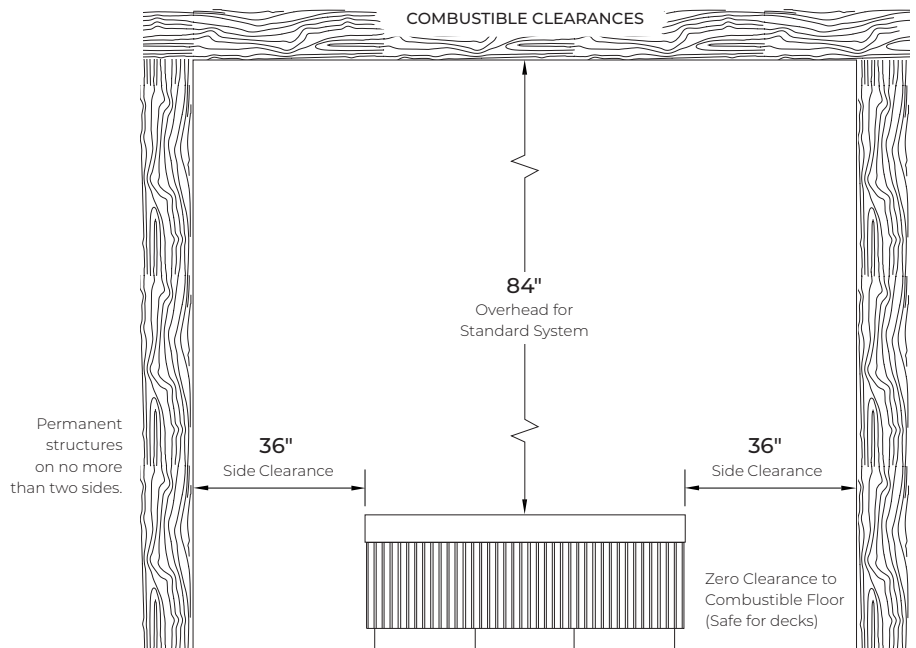 COMBUSTIBLE CLEARANCES
84"
Overhead for
Standard System
Permanent
structures
on no more
than two sides.
36"
Side Clearance
36"
Side Clearance
Zero Clearance to
Combustible Floor
(Safe for decks)